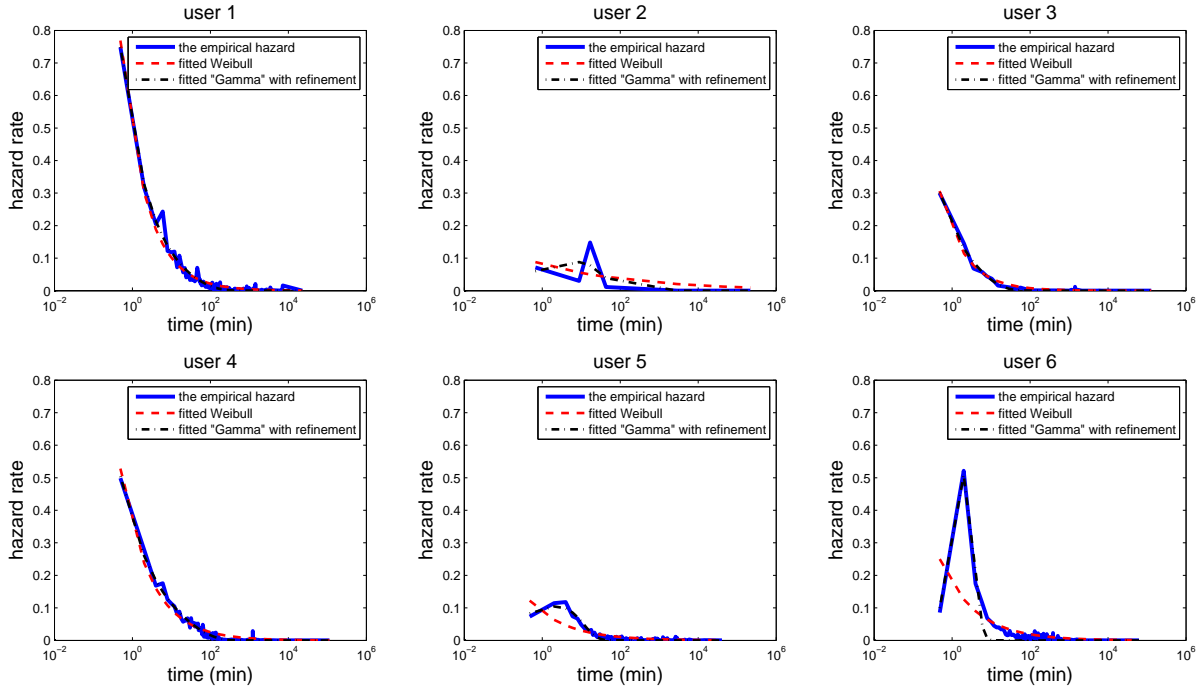 user 1
0.8
0.7
0.6
0.5
0.4
0.3
0.2
0.1
0
hazard rate
the empirical hazard
fitted Weibull
fitted "Gamma" with refinement
10^-2 10^0 10^2 10^4 10^6
time (min)
user 2
0.8
0.7
0.6
0.5
0.4
0.3
0.2
0.1
0
hazard rate
the empirical hazard
fitted Weibull
fitted "Gamma" with refinement
10^-2 10^0 10^2 10^4 10^6
time (min)
user 3
0.8
0.7
0.6
0.5
0.4
0.3
0.2
0.1
0
hazard rate
the empirical hazard
fitted Weibull
fitted "Gamma" with refinement
10^-2 10^0 10^2 10^4 10^6
time (min)
user 4
0.8
0.7
0.6
0.5
0.4
0.3
0.2
0.1
0
hazard rate
the empirical hazard
fitted Weibull
fitted "Gamma" with refinement
10^-2 10^0 10^2 10^4 10^6
time (min)
user 5
0.8
0.7
0.6
0.5
0.4
0.3
0.2
0.1
0
hazard rate
the empirical hazard
fitted Weibull
fitted "Gamma" with refinement
10^-2 10^0 10^2 10^4 10^6
time (min)
user 6
0.8
0.7
0.6
0.5
0.4
0.3
0.2
0.1
0
hazard rate
the empirical hazard
fitted Weibull
fitted "Gamma" with refinement
10^-2 10^0 10^2 10^4 10^6
time (min)